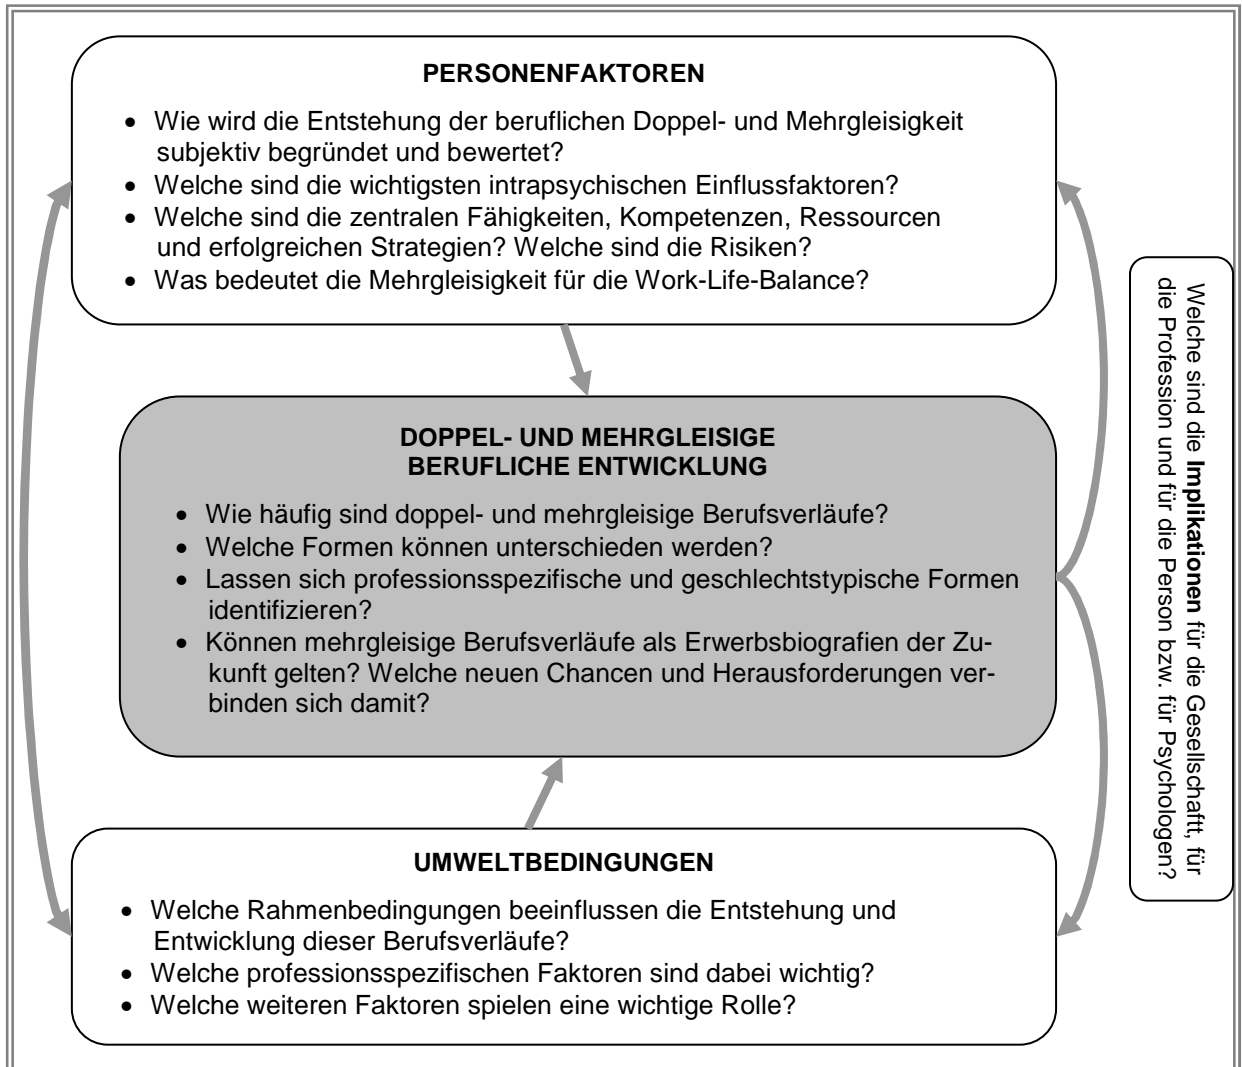 PERSONENFAKTOREN
• Wie wird die Entstehung der beruflichen Doppel- und Mehrgleisigkeit
subjektiv begründet und bewertet?
• Welche sind die wichtigsten intrapsychischen Einflussfaktoren?
• Welche sind die zentralen Fähigkeiten, Kompetenzen, Ressourcen
und erfolgreichen Strategien? Welche sind die Risiken?
• Was bedeutet die Mehrgleisigkeit für die Work-Life-Balance?
DOPPEL- UND MEHRGLEISIGE
BERUFLICHE ENTWICKLUNG
• Wie häufig sind doppel- und mehrgleisige Berufsverläufe?
• Welche Formen können unterschieden werden?
• Lassen sich professionsspezifische und geschlechtstypische Formen
identifizieren?
• Können mehrgleisige Berufsverläufe als Erwerbsbiografien der Zu-
kunft gelten? Welche neuen Chancen und Herausforderungen ver-
binden sich damit?
UMWELTBEDINGUNGEN
• Welche Rahmenbedingungen beeinflussen die Entstehung und
Entwicklung dieser Berufsverläufe?
• Welche professionsspezifischen Faktoren sind dabei wichtig?
• Welche weiteren Faktoren spielen eine wichtige Rolle?
Welche sind die Implikationen für die Gesellschaftt, für
die Profession und für die Person bzw. für Psychologen?